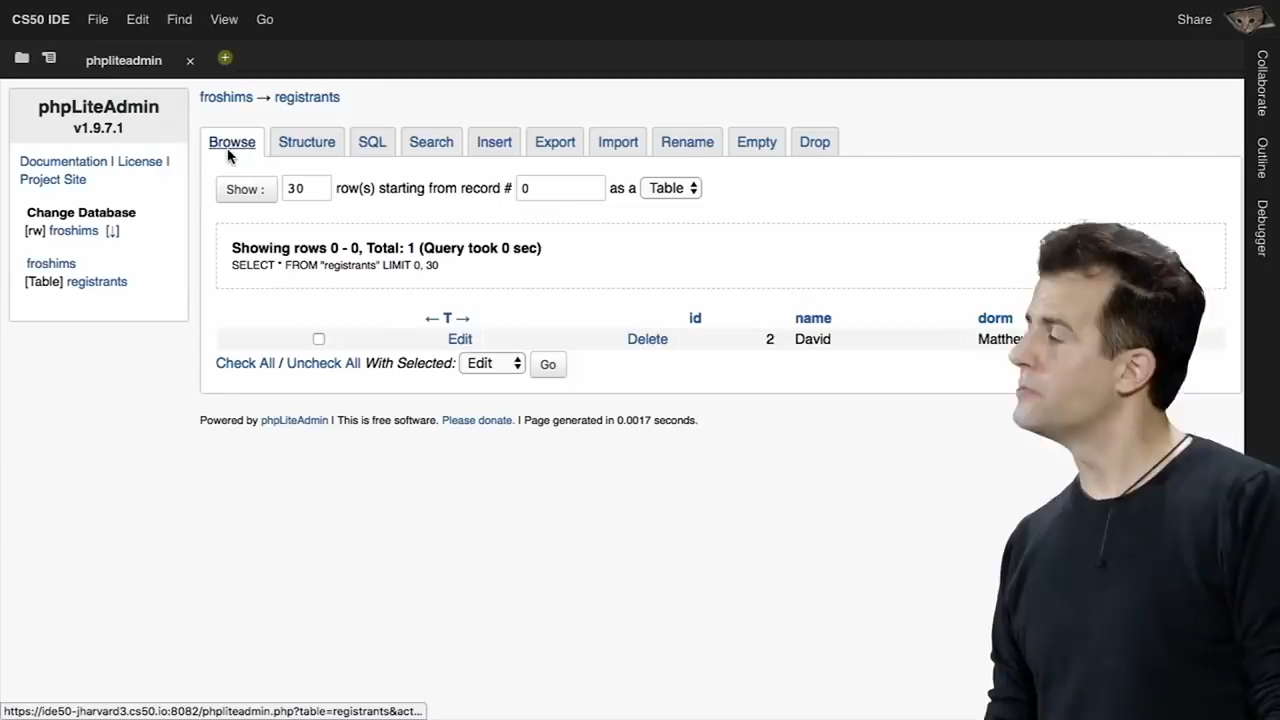 CS50 IDE File Edit Find View Go Share
phpliteadmin ×
Collaborate
Outline
Debugger
phpLiteAdmin
v1.9.7.1
Documentation | License |
Project Site
Change Database
[rw] froshims [↓]
froshims
[Table] registrants
froshims → registrants
Browse Structure SQL Search Insert Export Import Rename Empty Drop
Show : 30 row(s) starting from record # 0 as a Table
Showing rows 0 - 0, Total: 1 (Query took 0 sec)
SELECT * FROM "registrants" LIMIT 0, 30
← T → id name dorm
Edit Delete 2 David
Check All / Uncheck All With Selected: Edit Go
Powered by phpLiteAdmin | This is free software. Please donate. | Page generated in 0.0017 seconds.
https://ide50-jharvard3.cs50.io:8082/phpliteadmin.php?table=registrants&act...